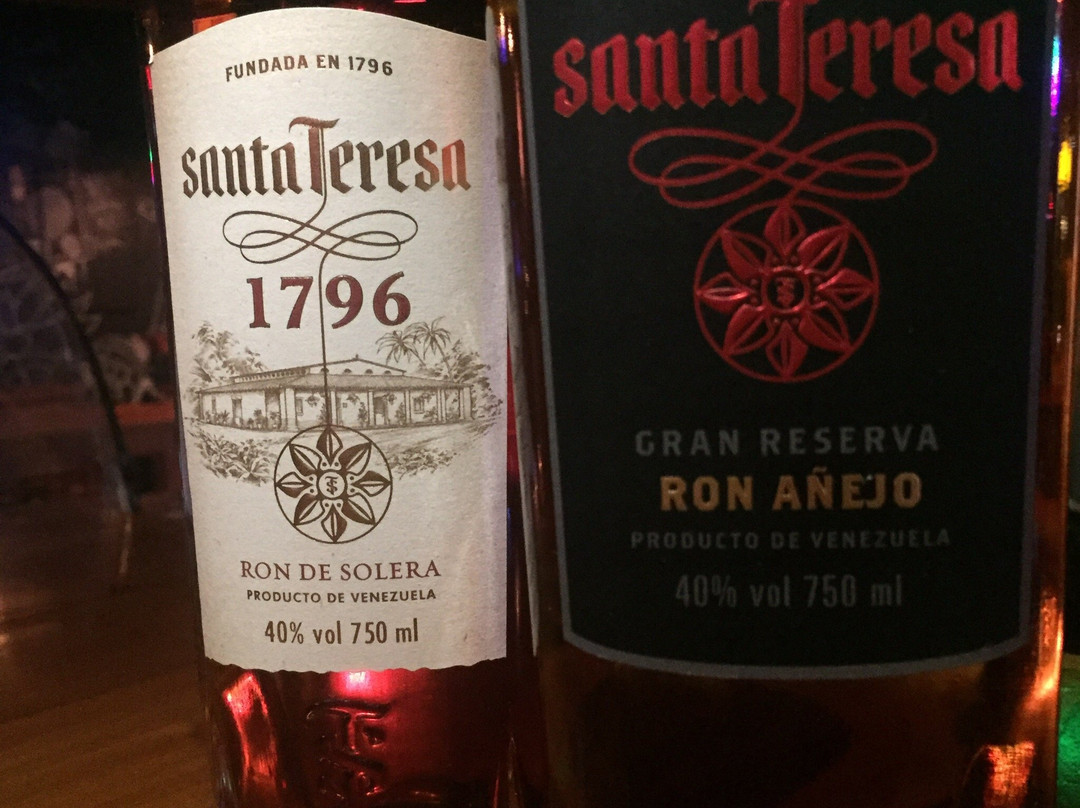 FUNDADA EN 1796
santa Teresa
1796
RON DE SOLERA
PRODUCTO DE VENEZUELA
40% vol 750 ml
santa Teresa
GRAN RESERVA
RON AÑEJO
PRODUCTO DE VENEZUELA
40% vol 750 ml